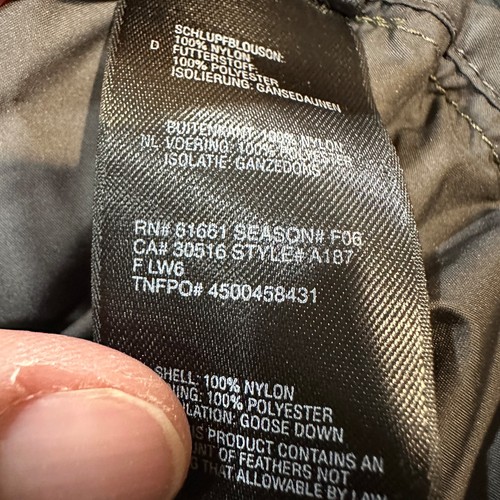 SCHLUPFBLOUSON:
100% NYLON
D FUTTERSTOFF:
100% POLYESTER
ISOLIERUNG: GANSEDAUNEN
BUITENKANT: 100% NYLON
NL VOERING: 100% POLYESTER
ISOLATIE: GANZEDONS
RN# 61661 SEASON# F06
CA# 30516 STYLE# A187
F LW6
TNFPO# 4500458431
SHELL: 100% NYLON
100% POLYESTER
GOOSE DOWN
PRODUCT CONTAINS AN
OF FEATHERS NOT
THAT ALLOWABLE BY